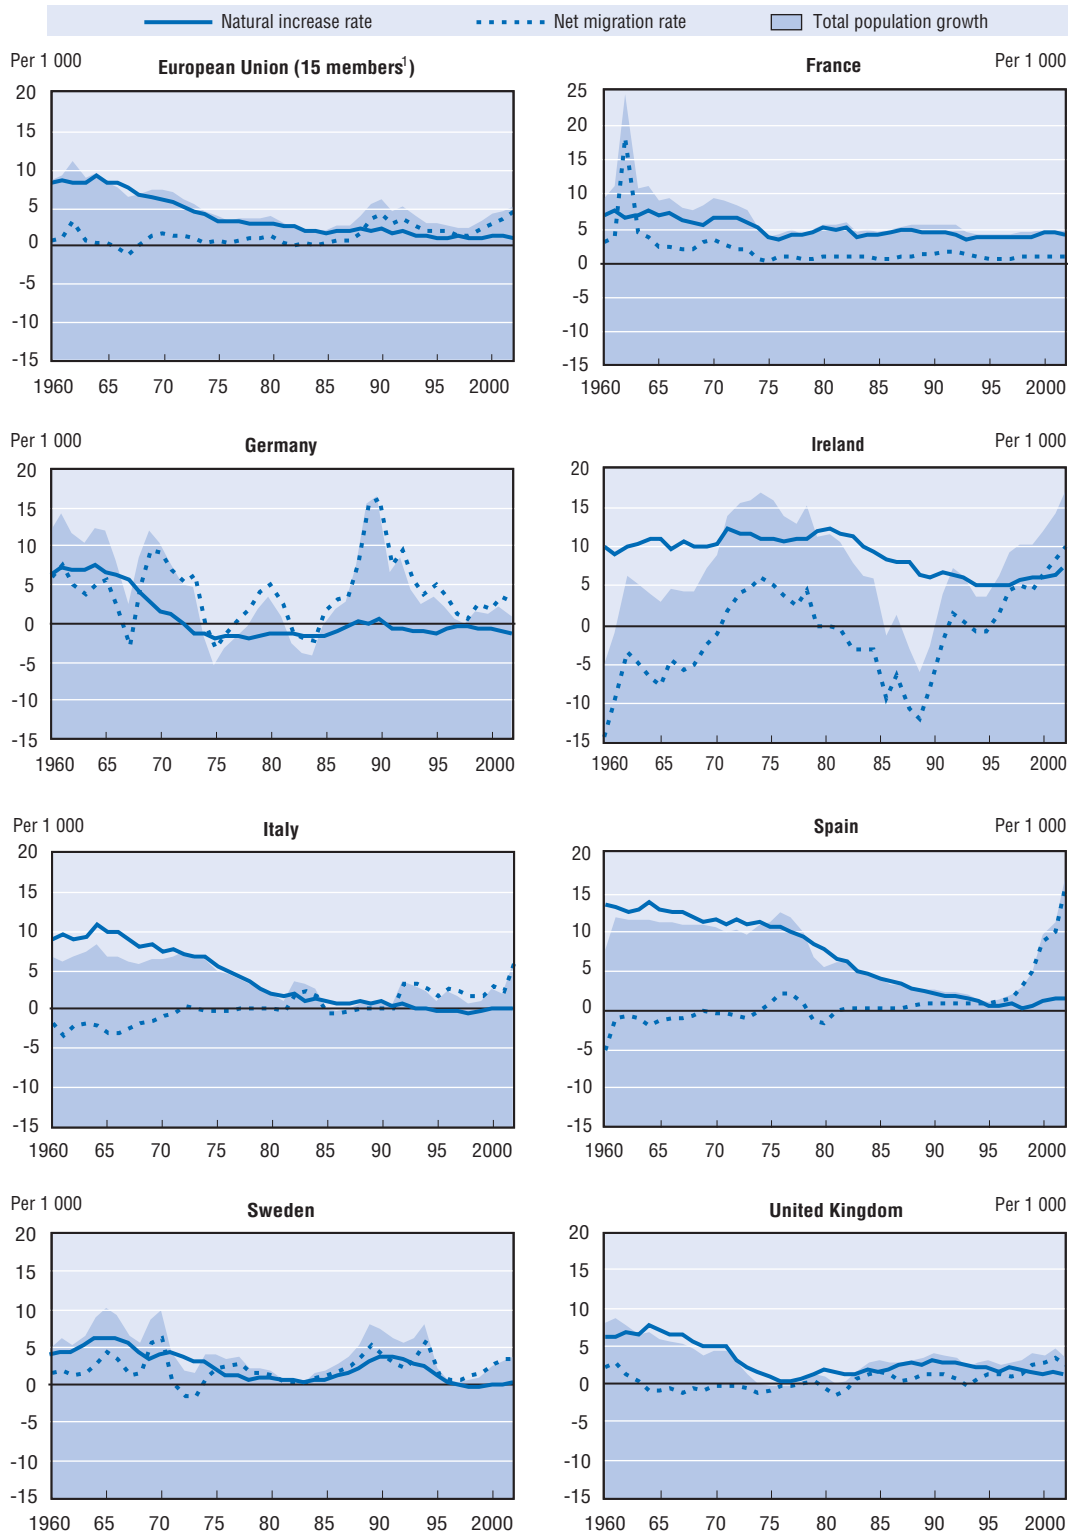 Natural increase rate Net migration rate Total population growth
Per 1 000
European Union (15 members1)
20
15
10
5
0
-5
-10
-15
1960 65 70 75 80 85 90 95 2000
Per 1 000
France
25
20
15
10
5
0
-5
-10
-15
1960 65 70 75 80 85 90 95 2000
Per 1 000
Germany
20
15
10
5
0
-5
-10
-15
1960 65 70 75 80 85 90 95 2000
Per 1 000
Ireland
20
15
10
5
0
-5
-10
-15
1960 65 70 75 80 85 90 95 2000
Per 1 000
Italy
20
15
10
5
0
-5
-10
-15
1960 65 70 75 80 85 90 95 2000
Per 1 000
Spain
20
15
10
5
0
-5
-10
-15
1960 65 70 75 80 85 90 95 2000
Per 1 000
Sweden
20
15
10
5
0
-5
-10
-15
1960 65 70 75 80 85 90 95 2000
Per 1 000
United Kingdom
20
15
10
5
0
-5
-10
-15
1960 65 70 75 80 85 90 95 2000